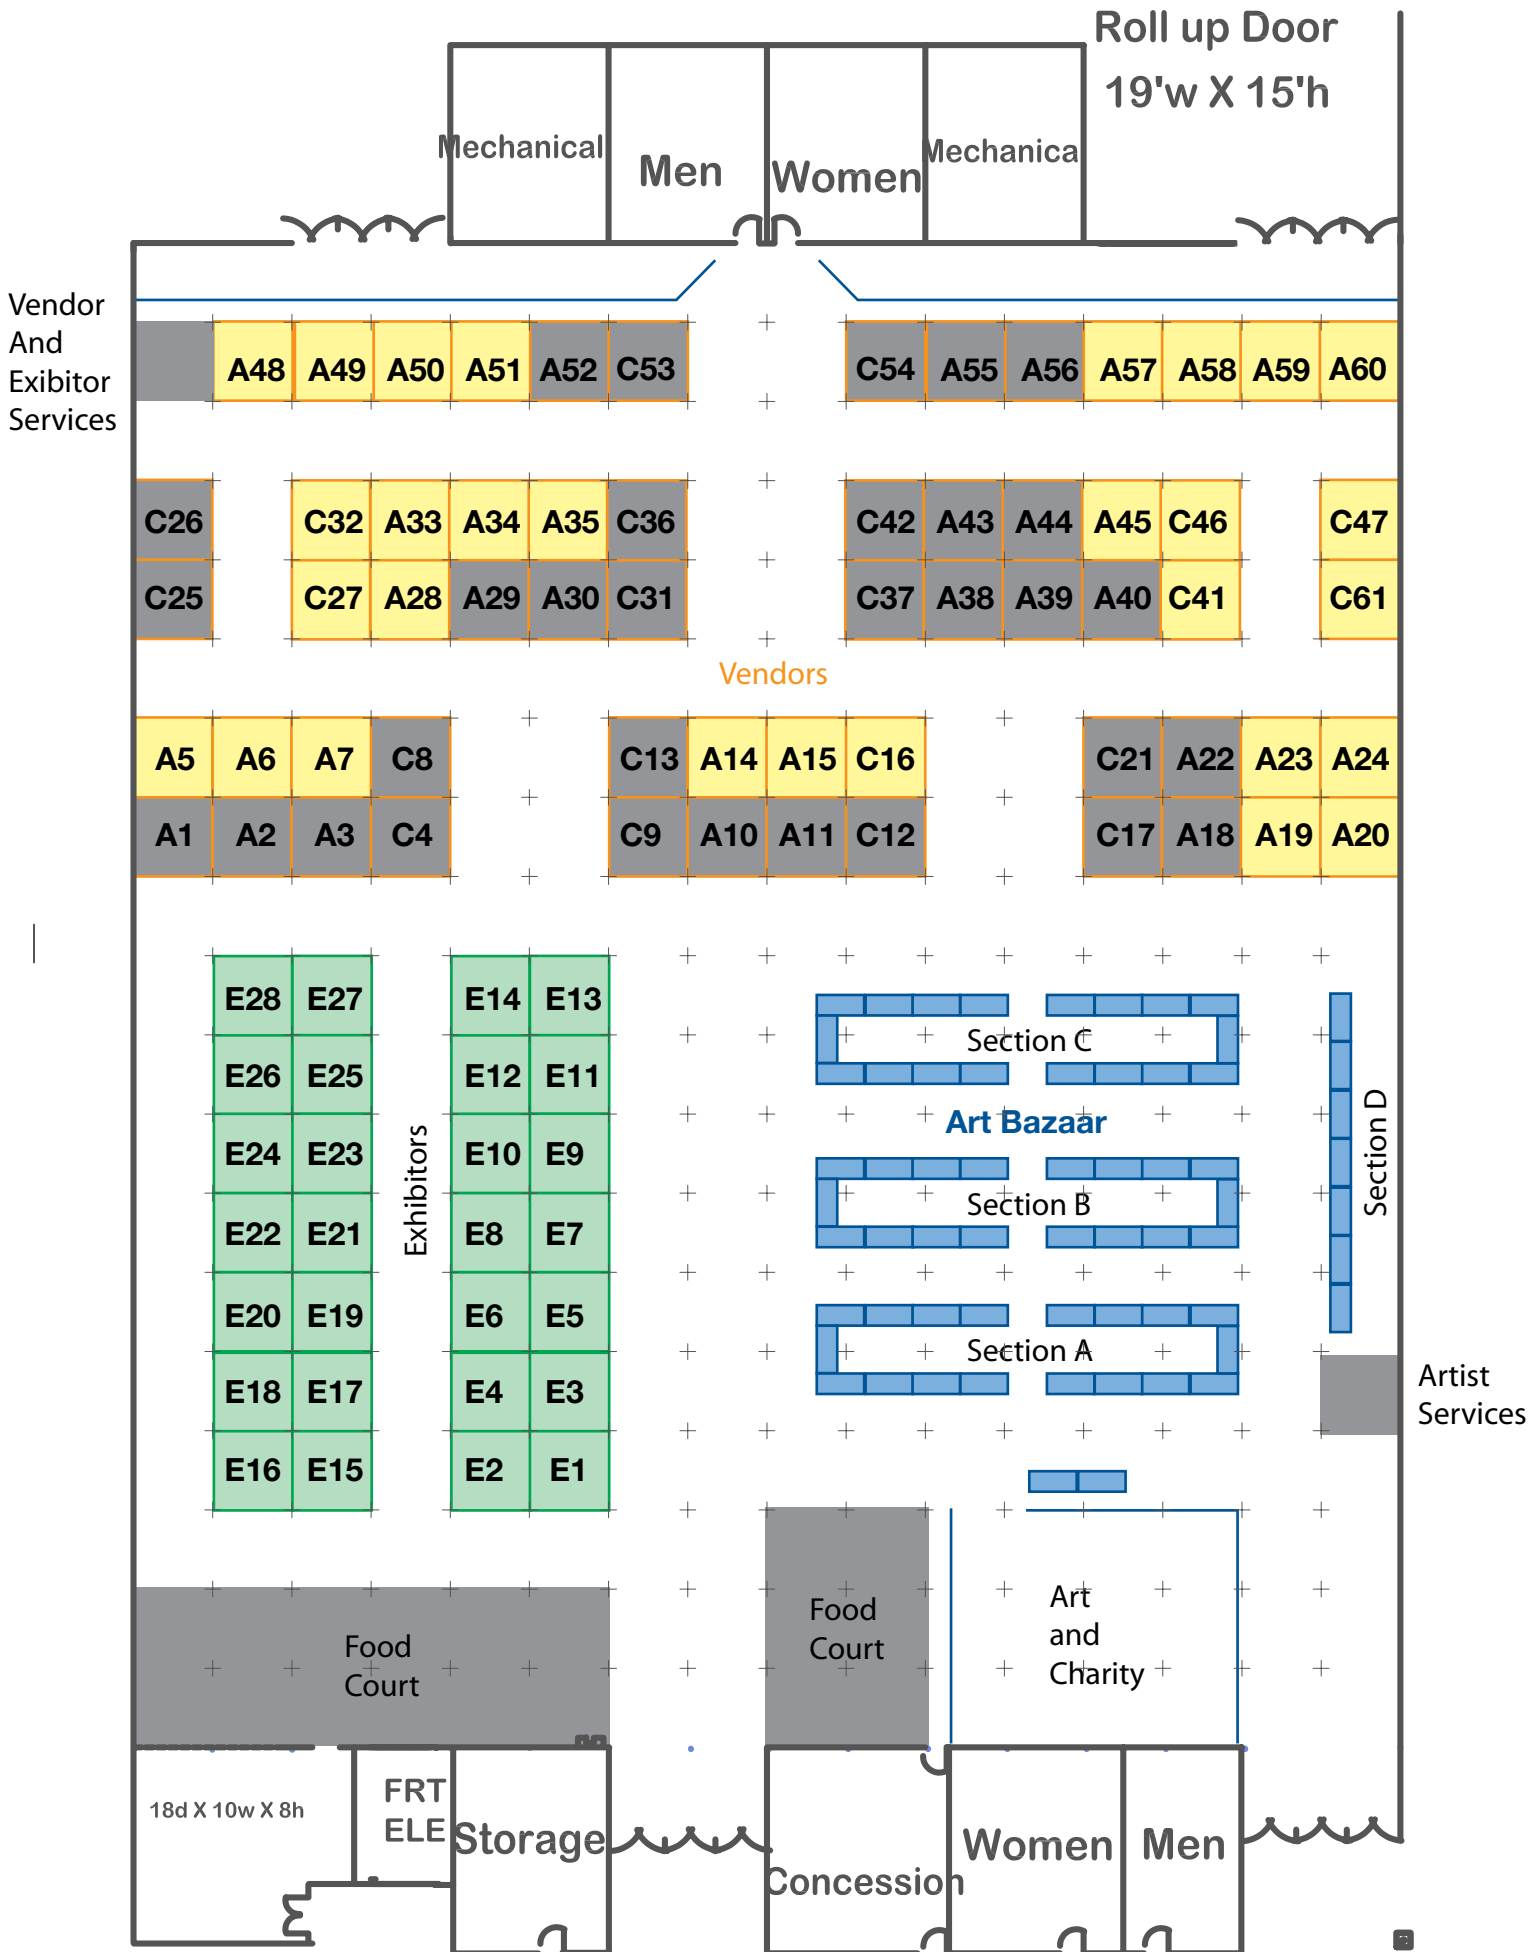 Roll up Door
19'w X 15'h
Mechanical
Men
Women
Mechanica
Vendor
And
Exibitor
Services
A48 A49 A50 A51 A52 C53 C54 A55 A56 A57 A58 A59 A60
C26 C32 A33 A34 A35 C36 C42 A43 A44 A45 C46 C47
C25 C27 A28 A29 A30 C31 C37 A38 A39 A40 C41 C61
Vendors
A5 A6 A7 C8 C13 A14 A15 C16 C21 A22 A23 A24
A1 A2 A3 C4 C9 A10 A11 C12 C17 A18 A19 A20
E28 E27 E14 E13
E26 E25 E12 E11
E24 E23 E10 E9
E22 E21 E8 E7
E20 E19 E6 E5
E18 E17 E4 E3
E16 E15 E2 E1
Exhibitors
Section C
Art Bazaar
Section B
Section A
Section D
Artist
Services
Food
Court
Food
Court
Art
and
Charity
18d X 10w X 8h
FRT
ELE
Storage
Concession
Women
Men